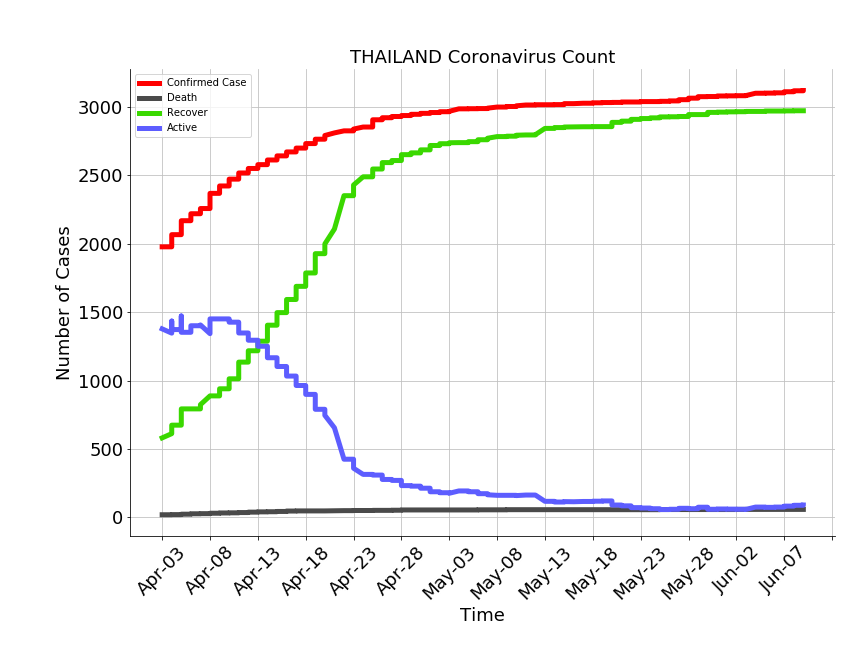 THAILAND Coronavirus Count
Confirmed Case
Death
Recover
Active
Number of Cases
3000
2500
2000
1500
1000
500
0
Apr-03
Apr-08
Apr-13
Apr-18
Apr-23
Apr-28
May-03
May-08
May-13
May-18
May-23
May-28
Jun-02
Jun-07
Time